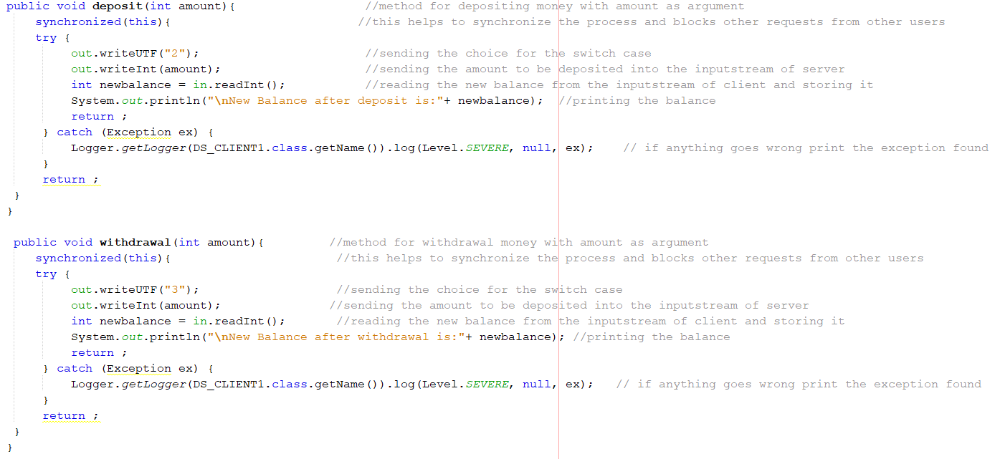 public void deposit(int amount){ //method for depositing money with amount as argument
synchronized(this){ //this helps to synchronize the process and blocks other requests from other users
try {
out.writeUTF("2"); //sending the choice for the switch case
out.writeInt(amount); //sending the amount to be deposited into the inputstream of server
int newbalance = in.readInt(); //reading the new balance from the inputstream of client and storing it
System.out.println("\nNew Balance after deposit is:"+ newbalance); //printing the balance
return ;
} catch (Exception ex) {
Logger.getLogger(DS_CLIENT1.class.getName()).log(Level.SEVERE, null, ex); // if anything goes wrong print the exception found
}
return ;
}
}
public void withdrawal(int amount){ //method for withdrawal money with amount as argument
synchronized(this){ //this helps to synchronize the process and blocks other requests from other users
try {
out.writeUTF("3"); //sending the choice for the switch case
out.writeInt(amount); //sending the amount to be deposited into the inputstream of server
int newbalance = in.readInt(); //reading the new balance from the inputstream of client and storing it
System.out.println("\nNew Balance after withdrawal is:"+ newbalance); //printing the balance
return ;
} catch (Exception ex) {
Logger.getLogger(DS_CLIENT1.class.getName()).log(Level.SEVERE, null, ex); // if anything goes wrong print the exception found
}
return ;
}
}